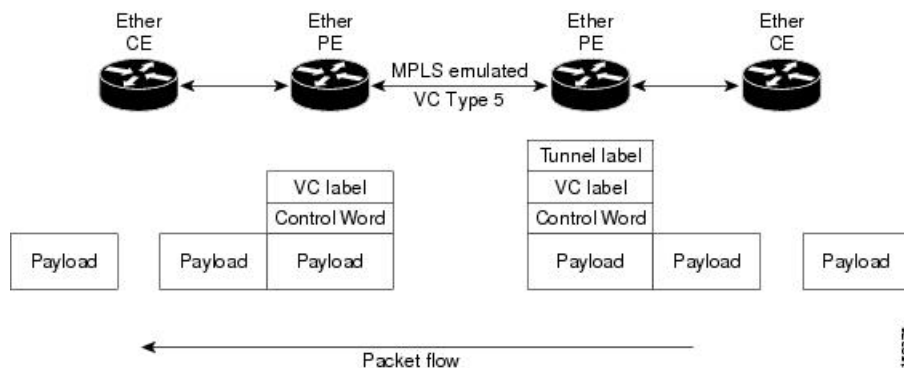 Ether
CE
Ether
PE
Ether
PE
Ether
CE
MPLS emulated
VC Type 5
Tunnel label
VC label
VC label
Control Word
Control Word
Payload
Payload
Payload
Payload
Payload
Payload
Packet flow